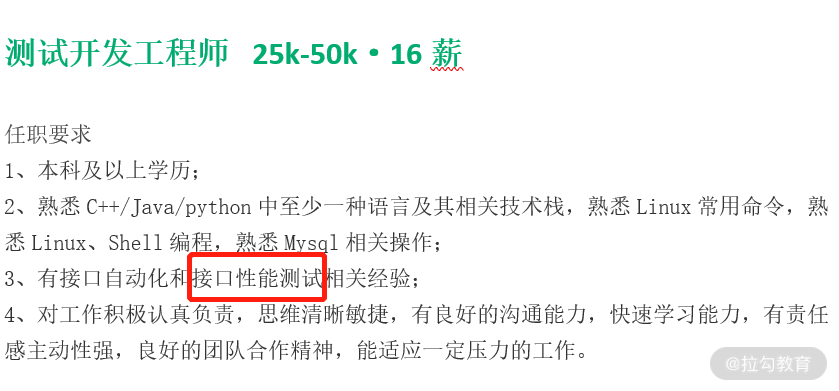 测试开发工程师 25k-50k·16薪
任职要求
1、本科及以上学历；
2、熟悉 C++/Java/python 中至少一种语言及其相关技术栈，熟悉 Linux 常用命令，熟
悉 Linux、Shell 编程，熟悉 Mysql 相关操作；
3、有接口自动化和接口性能测试相关经验；
4、对工作积极认真负责，思维清晰敏捷，有良好的沟通能力，快速学习能力，有责任
感主动性强，良好的团队合作精神，能适应一定压力的工作。
@拉勾教育